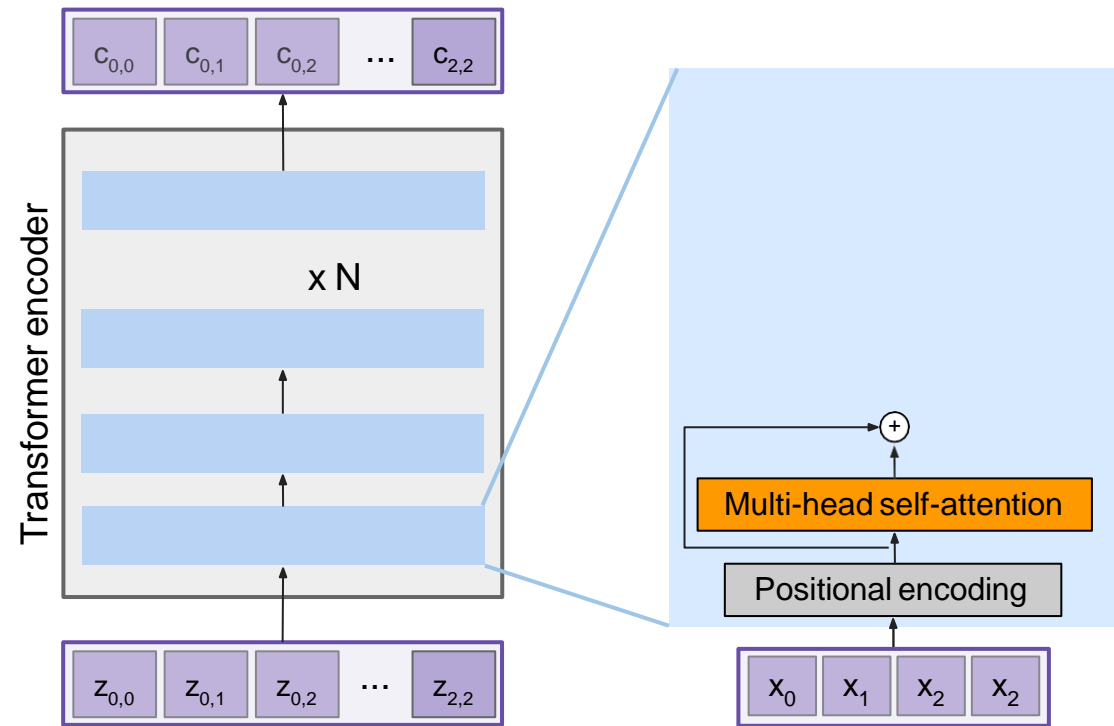 c0,0 c0,1 c0,2 ... c2,2
Transformer encoder
x N
z0,0 z0,1 z0,2 ... z2,2
+
Multi-head self-attention
Positional encoding
x0 x1 x2 x2